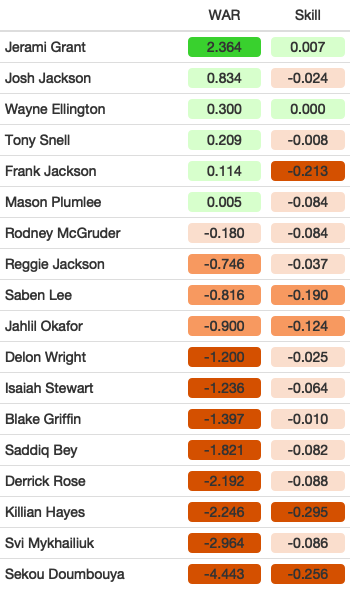 WAR Skill
Jerami Grant 2.364 0.007
Josh Jackson 0.834 -0.024
Wayne Ellington 0.300 0.000
Tony Snell 0.209 -0.008
Frank Jackson 0.114 -0.213
Mason Plumlee 0.005 -0.084
Rodney McGruder -0.180 -0.084
Reggie Jackson -0.746 -0.037
Saben Lee -0.816 -0.190
Jahlil Okafor -0.900 -0.124
Delon Wright -1.200 -0.025
Isaiah Stewart -1.236 -0.064
Blake Griffin -1.397 -0.010
Saddiq Bey -1.821 -0.082
Derrick Rose -2.192 -0.088
Killian Hayes -2.246 -0.295
Svi Mykhailiuk -2.964 -0.086
Sekou Doumbouya -4.443 -0.256